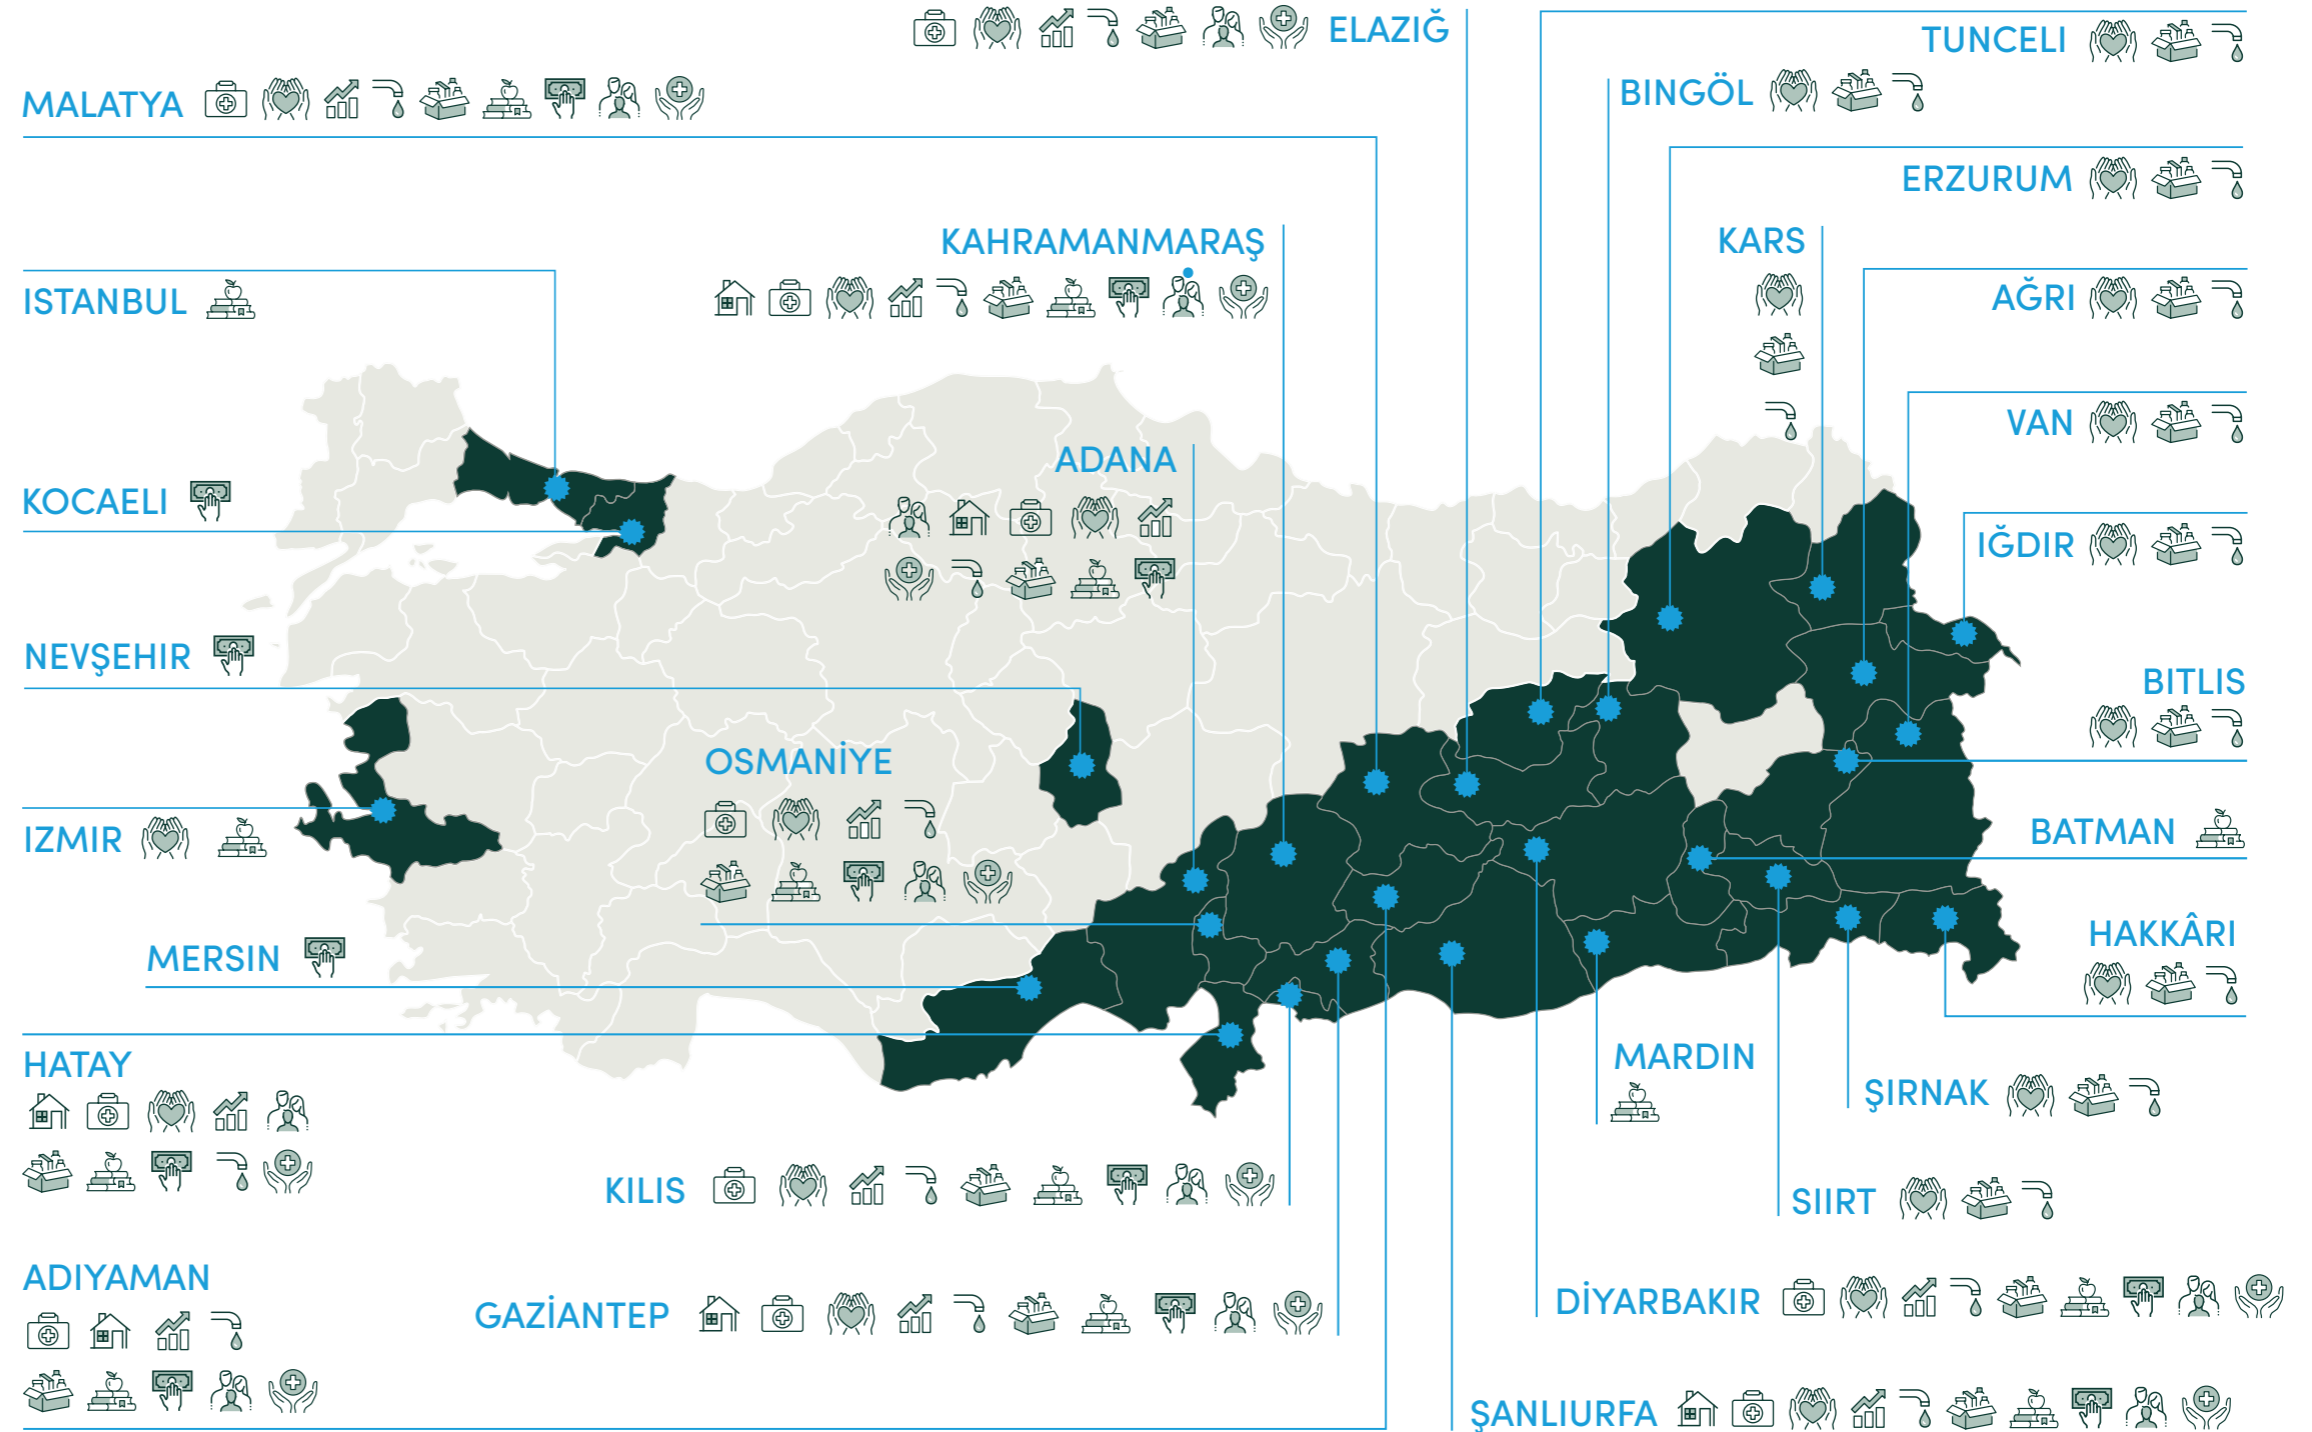 ELAZIĞ
TUNCELI
BINGÖL
MALATYA
ERZURUM
KAHRAMANMARAŞ
KARS
ISTANBUL
AĞRI
VAN
ADANA
KOCAELI
IĞDIR
NEVŞEHIR
BITLIS
OSMANİYE
IZMIR
BATMAN
HAKKÂRI
MERSIN
HATAY
MARDIN
ŞIRNAK
KILIS
SIIRT
ADIYAMAN
GAZİANTEP
DİYARBAKIR
ŞANLIURFA